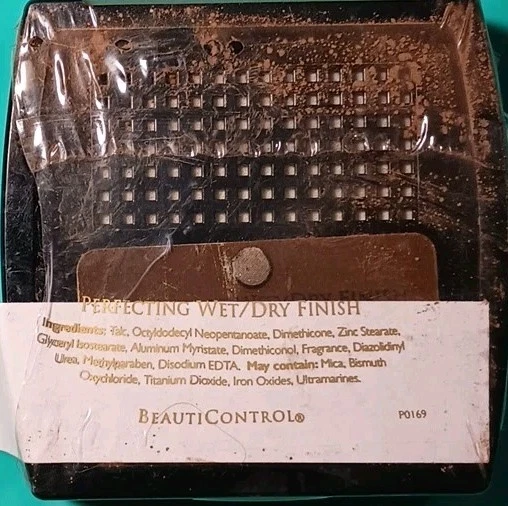 PERFECTING WET/DRY FINISH
Ingredients: Talc, Octyldodecyl Neopentanoate, Dimethicone, Zinc Stearate,
Glyceryl Isostearate, Aluminum Myristate, Dimethiconol, Fragrance, Diazolidinyl
Urea, Methylparaben, Disodium EDTA. May contain: Mica, Bismuth
Oxychloride, Titanium Dioxide, Iron Oxides, Ultramarines.
BEAUTICONTROL® P0169